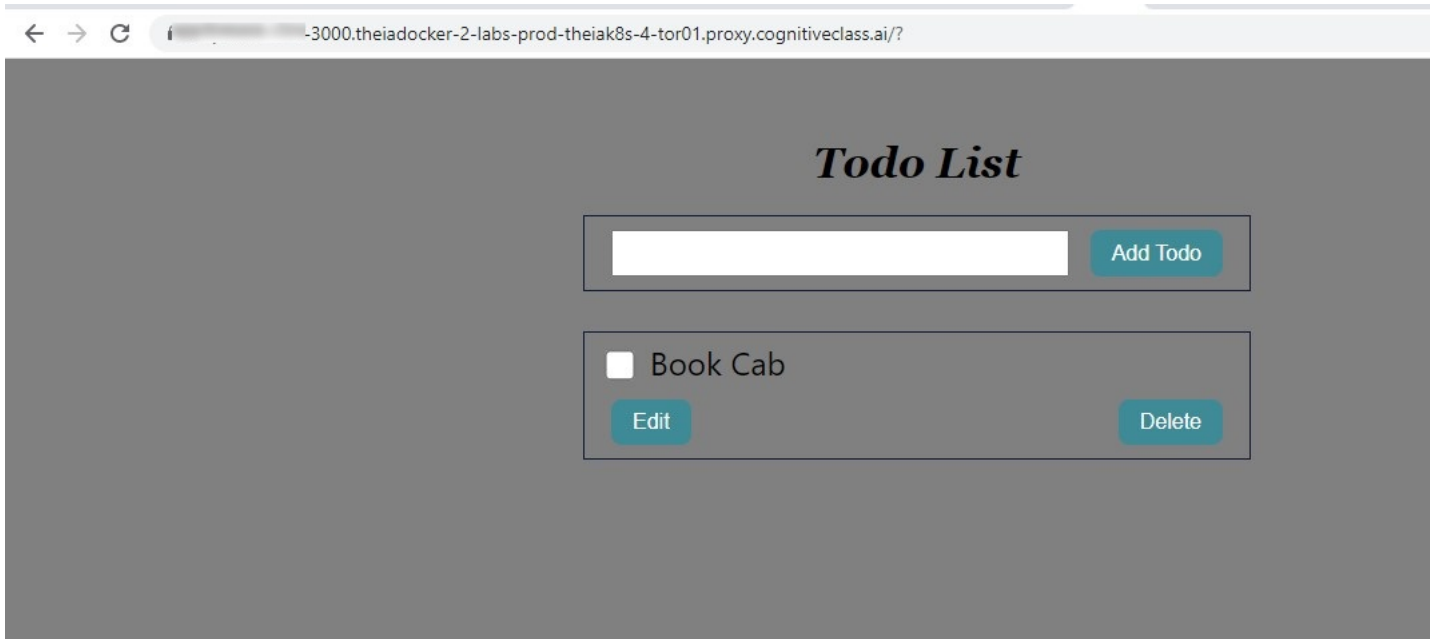 -3000.theiadocker-2-labs-prod-theiak8s-4-tor01.proxy.cognitiveclass.ai/?
Todo List
Add Todo
Book Cab
Edit
Delete